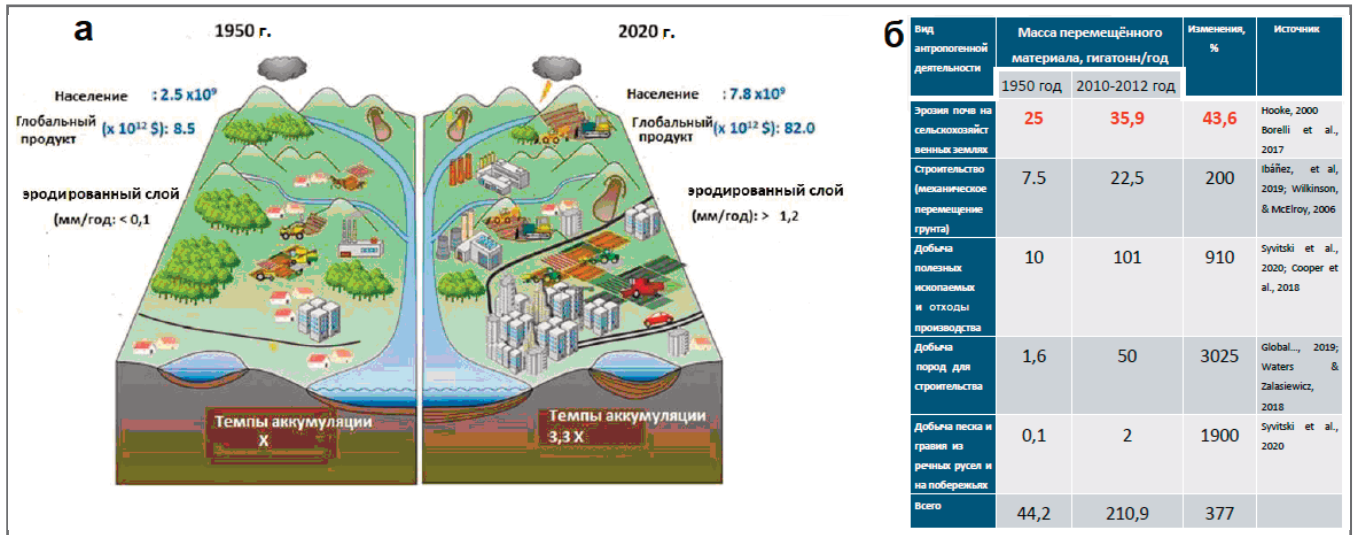 а
1950 г.
2020 г.
Население : 2.5 x10⁹
Глобальный
продукт (x 10¹² $): 8.5
Население : 7.8 x10⁹
Глобальный
продукт (x 10¹² $): 82.0
эродированный слой
(мм/год: < 0,1)
эродированный слой
(мм/год): > 1,2)
Темпы аккумуляции
X
Темпы аккумуляции
3,3 X
б
Вид
антропогенной
деятельности
Масса перемещённого
материала, гигатонн/год
Изменения,
%
Источник
1950 год
2010-2012 год
Эрозия почв на
сельскохозяйст
венных землях
25
35,9
43,6
Hooke, 2000
Borelli et al.,
2017
Строительство
(механическое
перемещение
грунта)
7.5
22,5
200
Ibáñez, et al,
2019; Wilkinson,
& McElroy, 2006
Добыча
полезных
ископаемых
и отходы
производства
10
101
910
Syvitski et al.,
2020; Cooper et
al., 2018
Добыча
пород для
строительства
1,6
50
3025
Global..., 2019;
Waters &
Zalasiewicz,
2018
Добыча песка и
гравия из
речных русел и
на побережьях
0,1
2
1900
Syvitski et al.,
2020
Всего
44,2
210,9
377